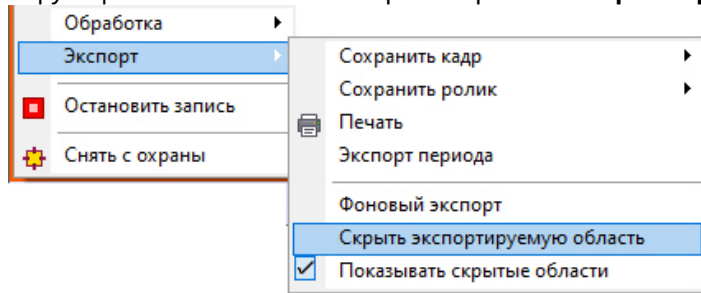 Обработка
Экспорт
Остановить запись
Снять с охраны
Сохранить кадр
Сохранить ролик
Печать
Экспорт периода
Фоновый экспорт
Скрыть экспортируемую область
Показывать скрытые области